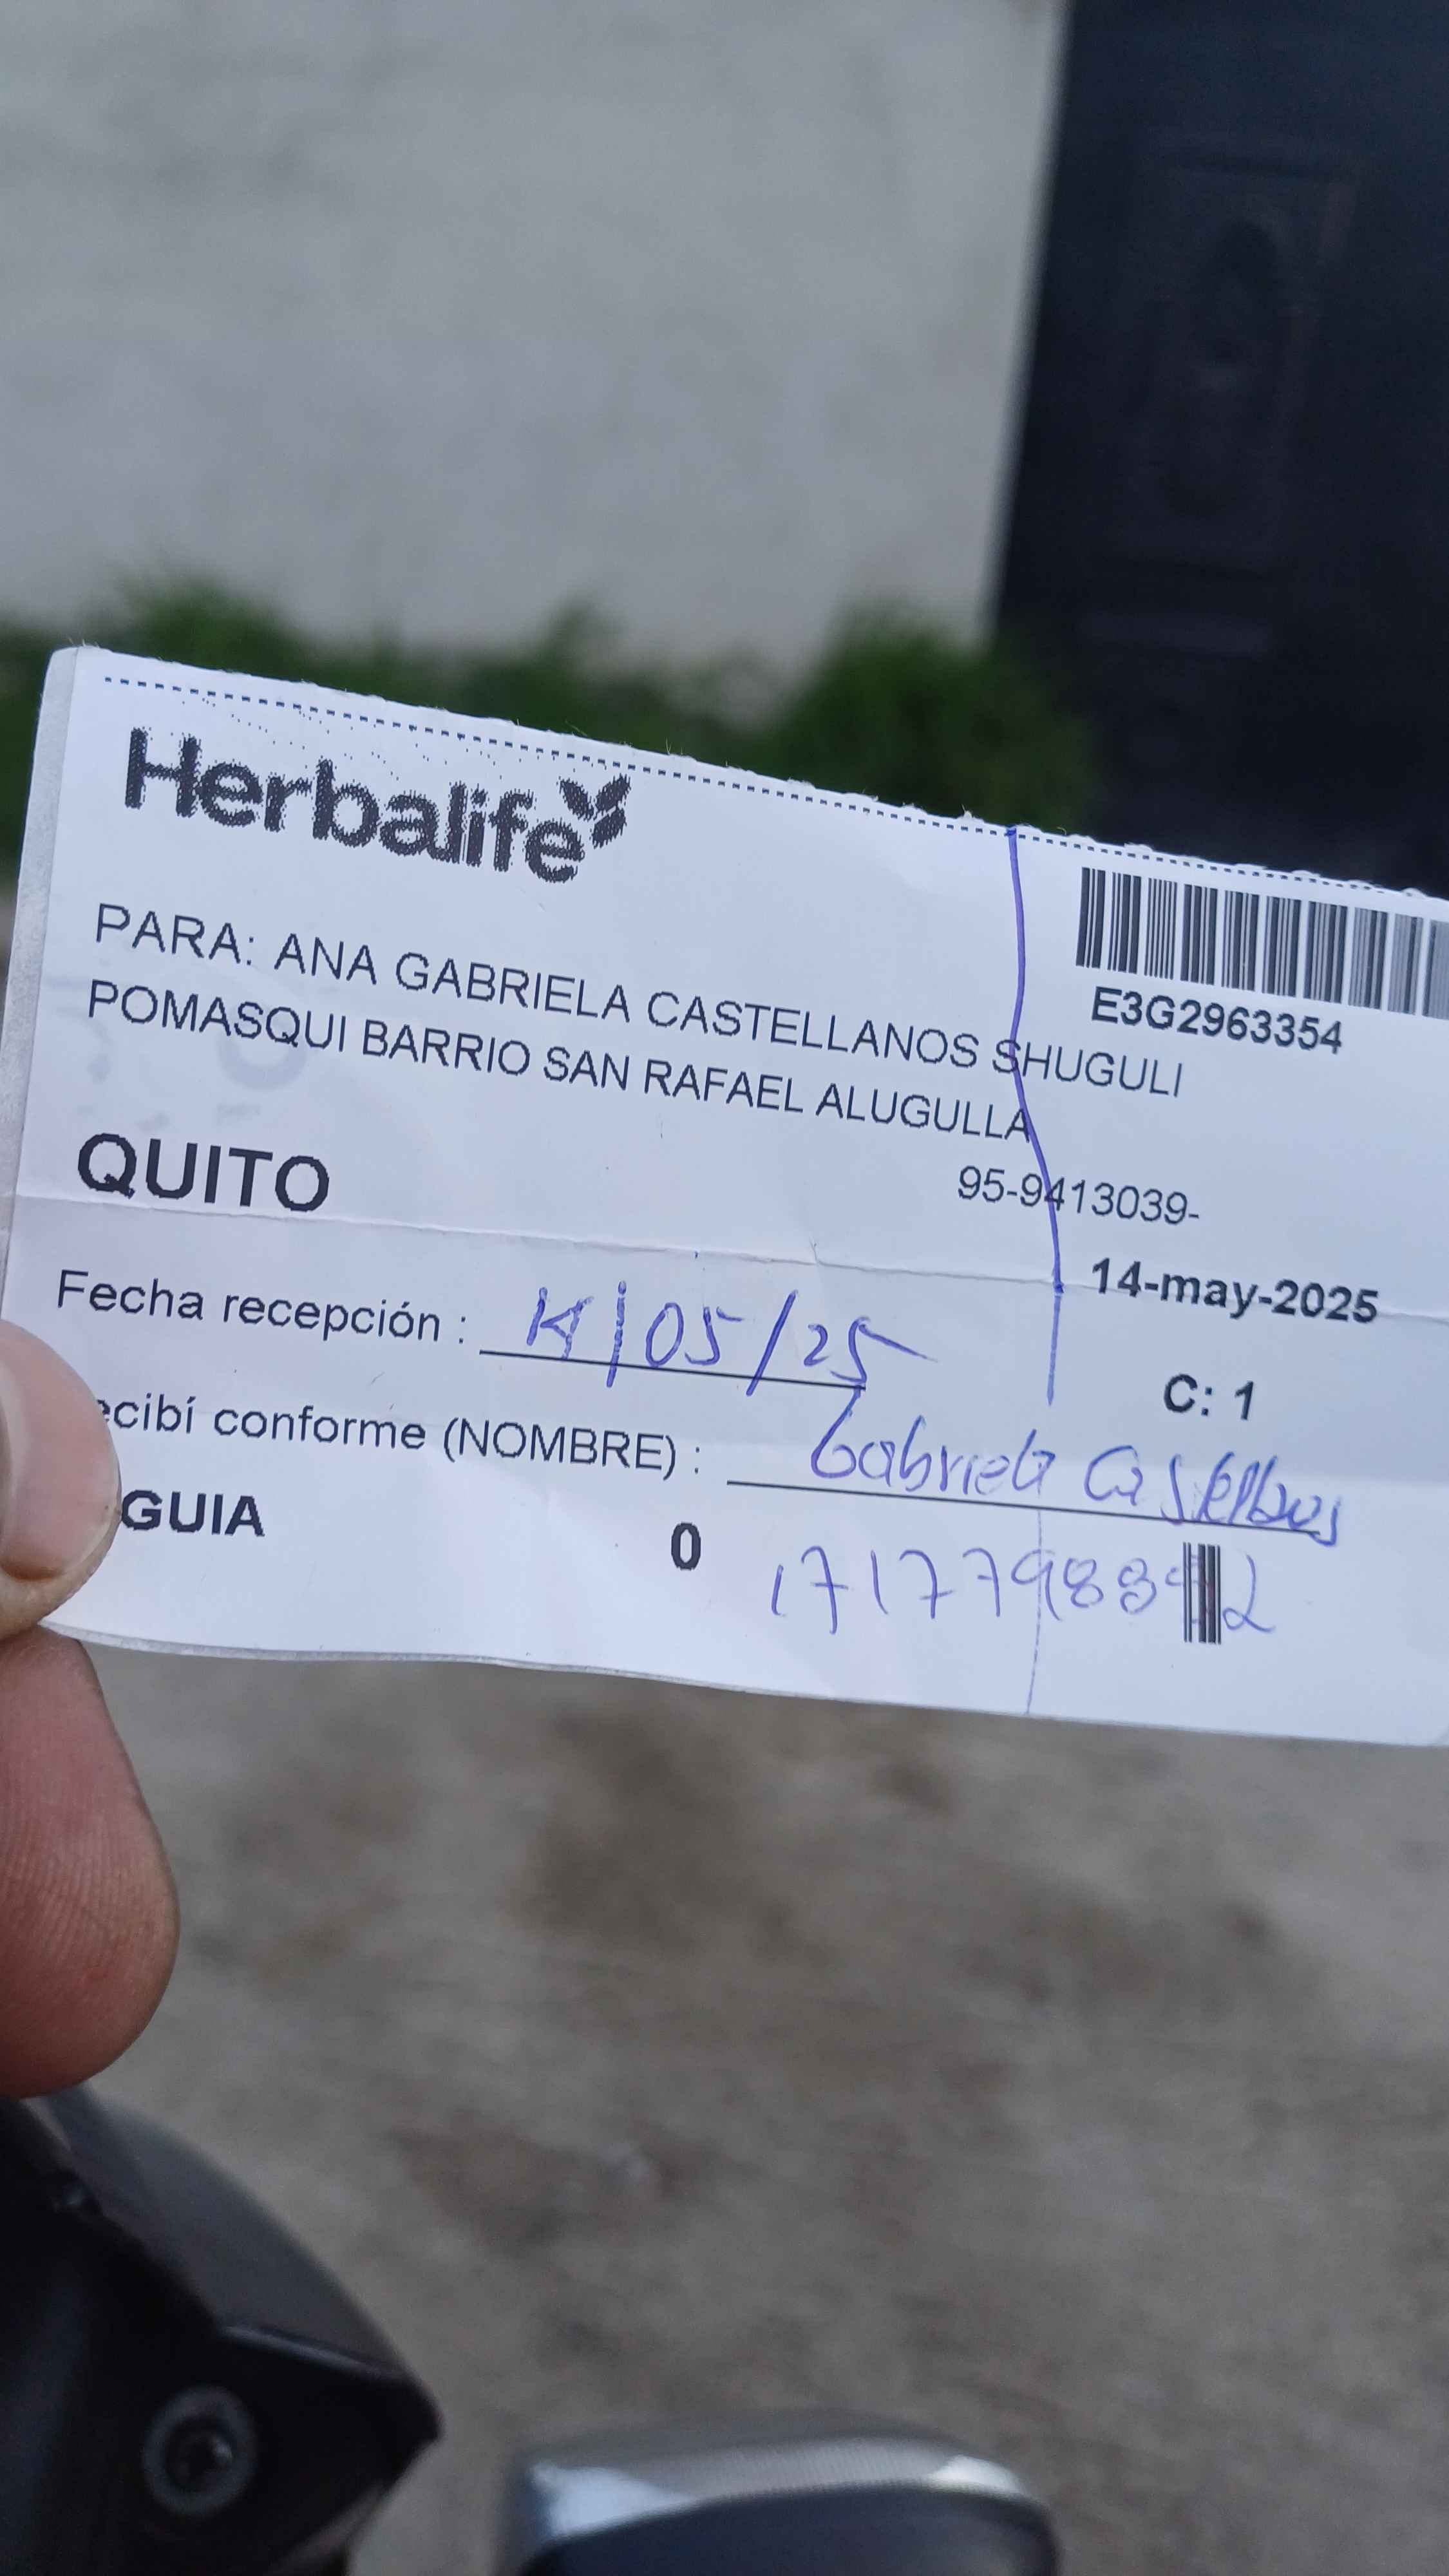 Herbalife
E3G2963354
PARA: ANA GABRIELA CASTELLANOS SHUGULI
POMASQUI BARRIO SAN RAFAEL ALUGULLA
95-9413039-
QUITO
14-may-2025
Fecha recepción : 14/05/25
C: 1
ecibí conforme (NOMBRE) : Gabriela Castellanos
GUIA 0